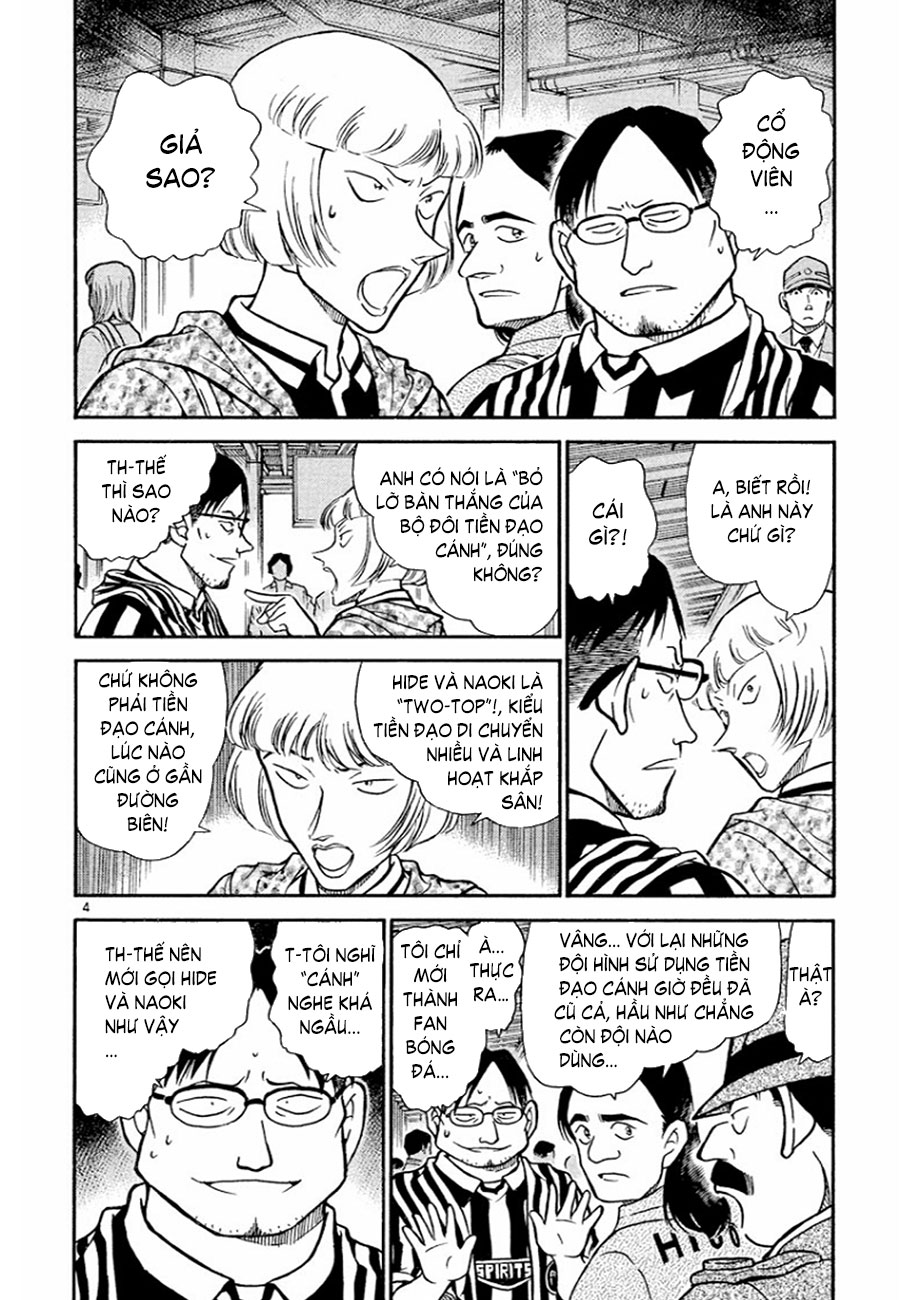 CỔ
ĐỘNG
VIÊN
...
GIẢ
SAO?
A, BIẾT RỒI!
LÀ ANH NÀY
CHỨ GÌ?
CÁI
GÌ?!
ANH CÓ NÓI LÀ "BỎ
LỠ BÀN THẮNG CỦA
BỘ ĐÔI TIỀN ĐẠO
CÁNH", ĐÚNG
KHÔNG?
TH-THẾ
THÌ SAO
NÀO?
HIDE VÀ NAOKI LÀ
"TWO-TOP"!, KIỂU
TIỀN ĐẠO DI CHUYỂN
NHIỀU VÀ LINH
HOẠT KHẮP
SÂN!
CHỨ KHÔNG
PHẢI TIỀN
ĐẠO CÁNH,
LÚC NÀO
CŨNG Ở GẦN
ĐƯỜNG
BIÊN!
4
THẬT
À?
VÂNG... VỚI LẠI NHỮNG
ĐỘI HÌNH SỬ DỤNG TIỀN
ĐẠO CÁNH GIỜ ĐỀU ĐÃ
CŨ CẢ, HẦU NHƯ CHẲNG
CÒN ĐỘI NÀO
DÙNG...
À...
THỰC
RA...
TÔI CHỈ
MỚI
THÀNH
FAN
BÓNG
ĐÁ...
SPIRITS
T-TÔI NGHĨ
"CÁNH"
NGHE KHÁ
NGẦU...
TH-THẾ NÊN
MỚI GỌI HIDE
VÀ NAOKI
NHƯ VẬY
...